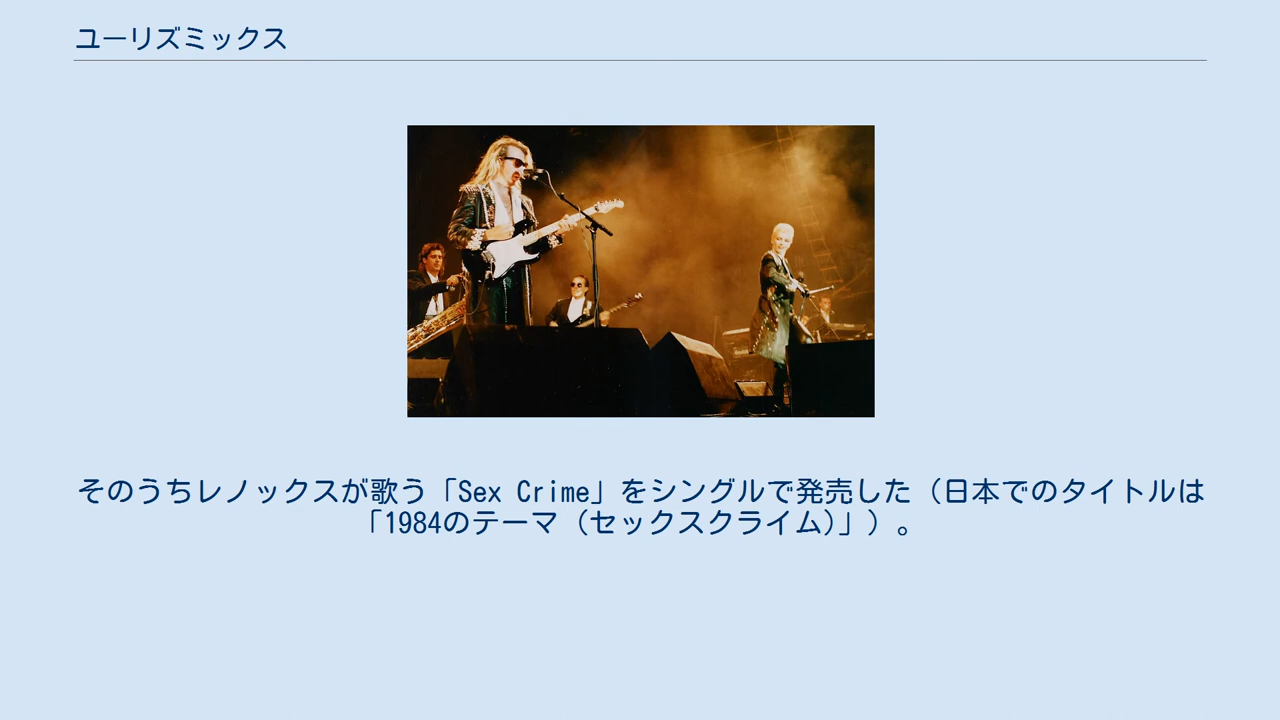 ユーリズミックス
そのうちレノックスが歌う「Sex Crime」をシングルで発売した（日本でのタイトルは
「1984のテーマ（セックスクライム)」）。